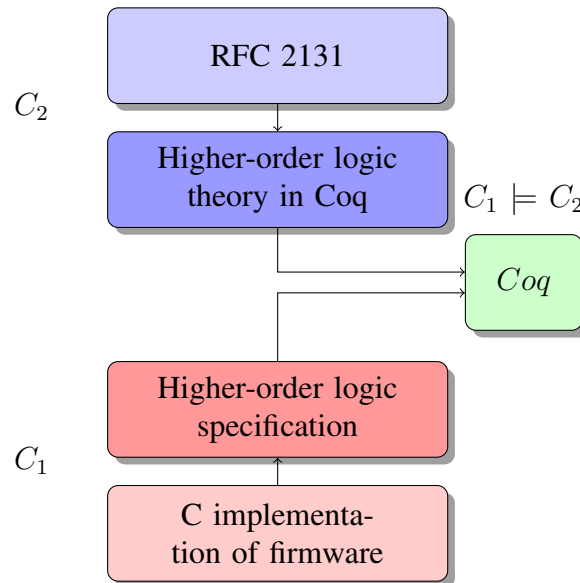 RFC 2131
C₂
Higher-order logic
theory in Coq
C₁ ⊨ C₂
Coq
Higher-order logic
specification
C₁
C implementa-
tion of firmware